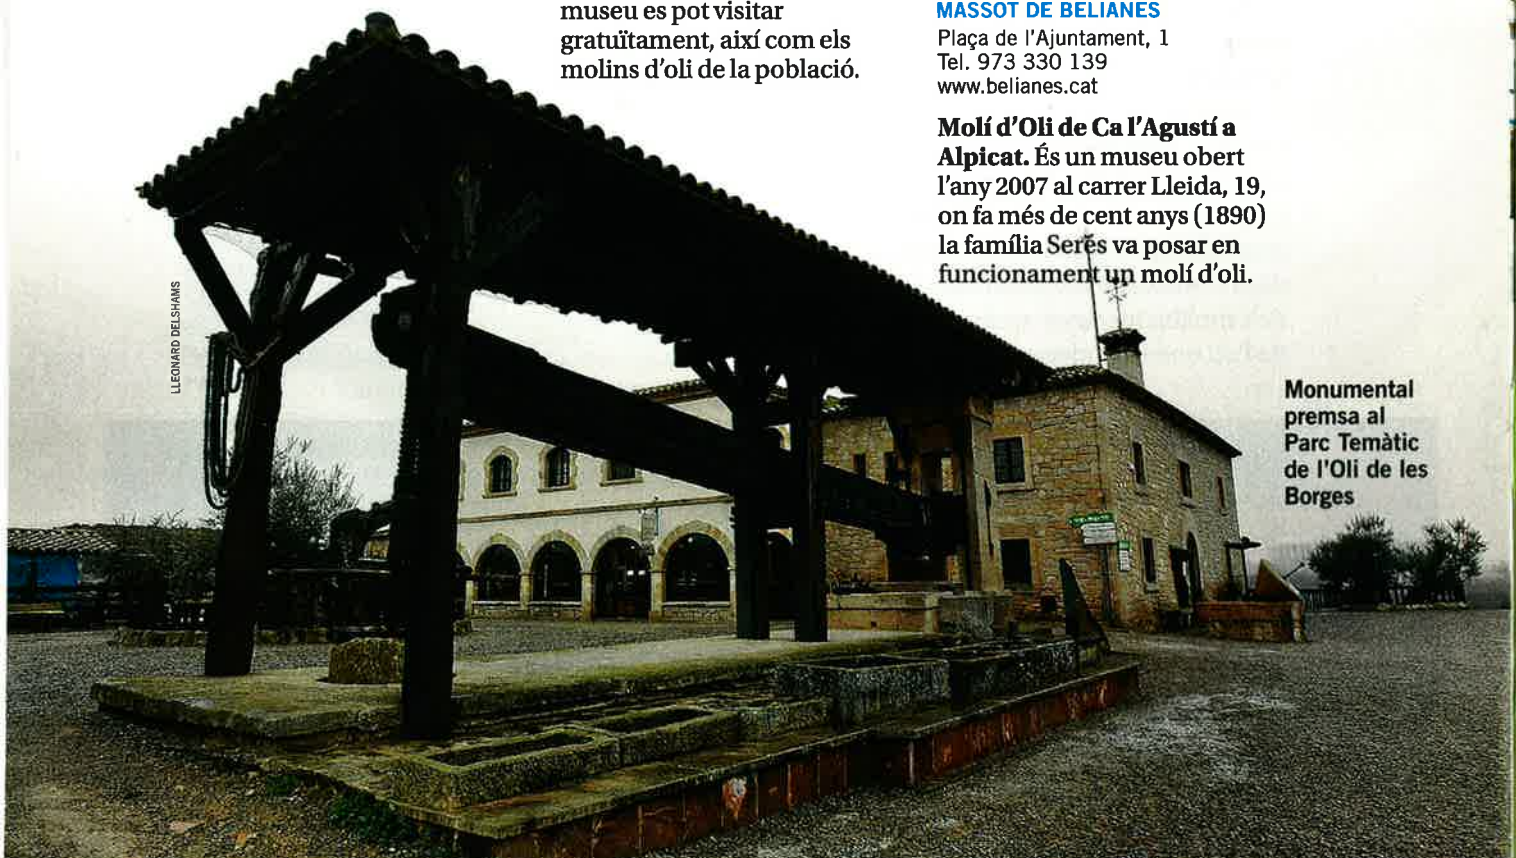 museu es pot visitar
gratuïtament, així com els
molins d'oli de la població.
MASSOT DE BELIANES
Plaça de l'Ajuntament, 1
Tel. 973 330 139
www.belianes.cat
Molí d'Oli de Ca l'Agustí a
Alpicat. És un museu obert
l'any 2007 al carrer Lleida, 19,
on fa més de cent anys (1890)
la família Serés va posar en
funcionament un molí d'oli.
LLEONARD DELSHAMS
Monumental
premsa al
Parc Temàtic
de l'Oli de les
Borges